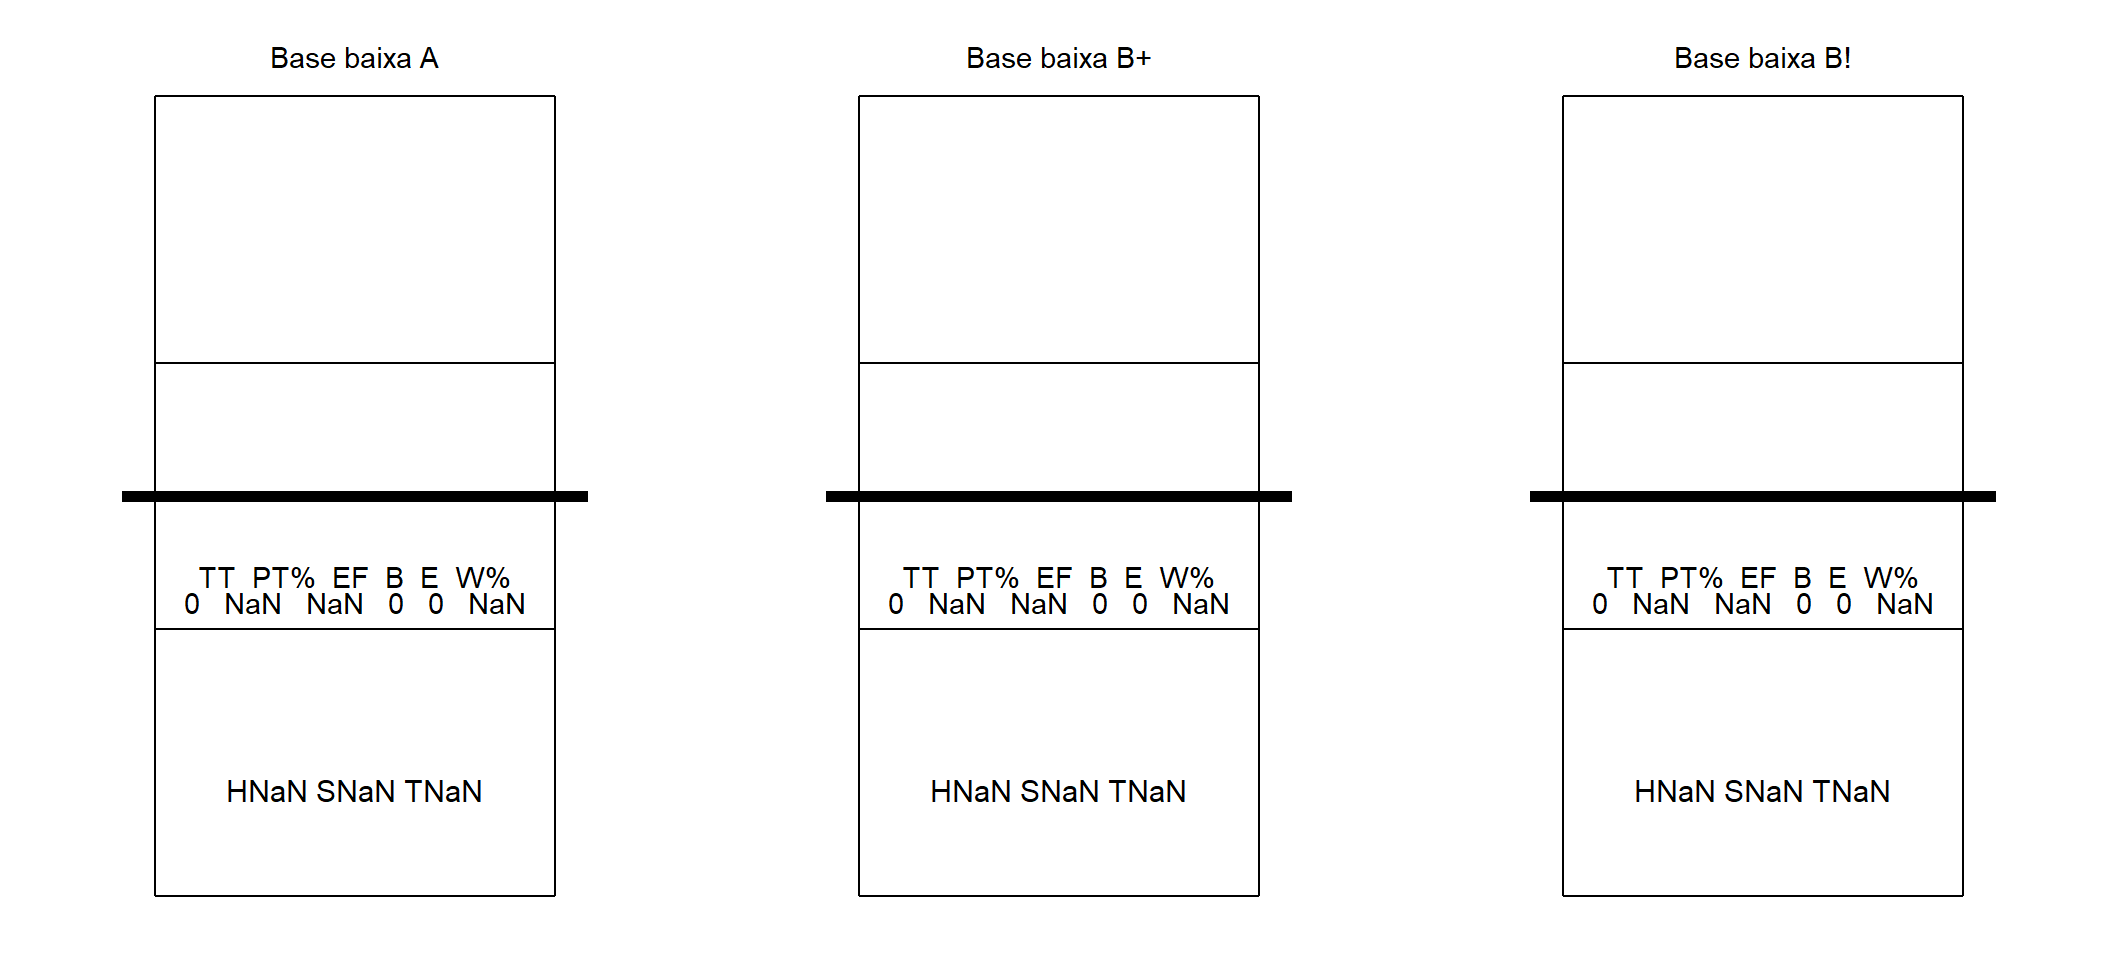 Base baixa A
TT PT% EF B E W%
0 NaN NaN 0 0 NaN
HNaN SNaN TNaN
Base baixa B+
TT PT% EF B E W%
0 NaN NaN 0 0 NaN
HNaN SNaN TNaN
Base baixa B!
TT PT% EF B E W%
0 NaN NaN 0 0 NaN
HNaN SNaN TNaN